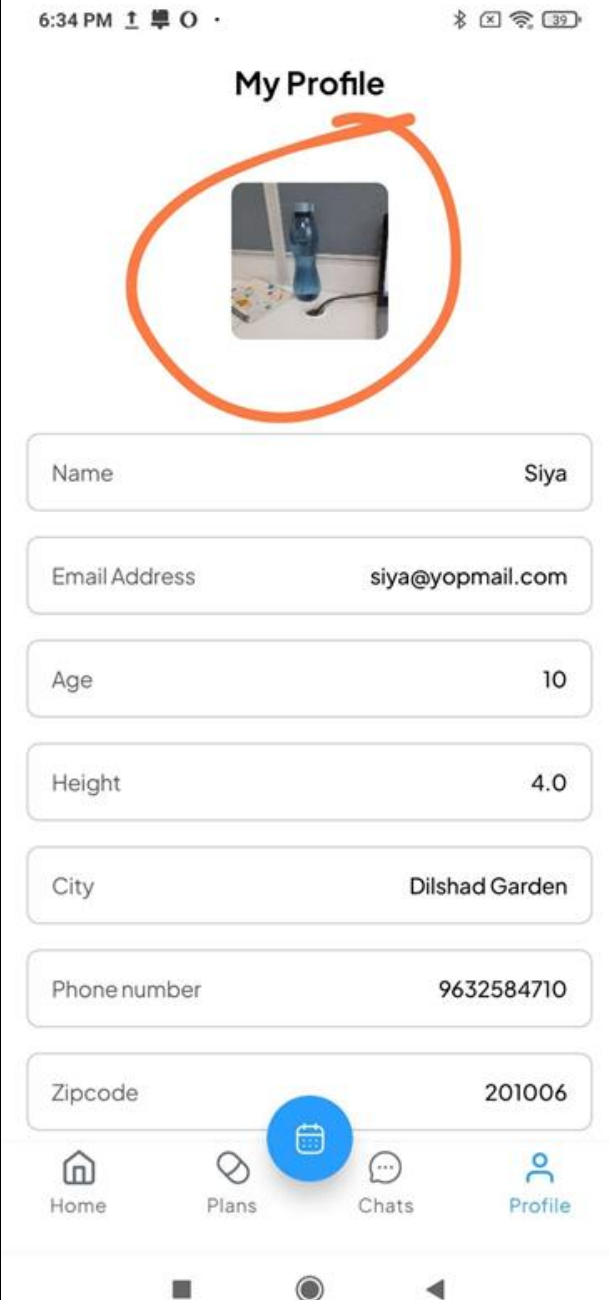 6:34 PM
39
My Profile
Name Siya
Email Address siya@yopmail.com
Age 10
Height 4.0
City Dilshad Garden
Phone number 9632584710
Zipcode 201006
Home Plans Chats Profile